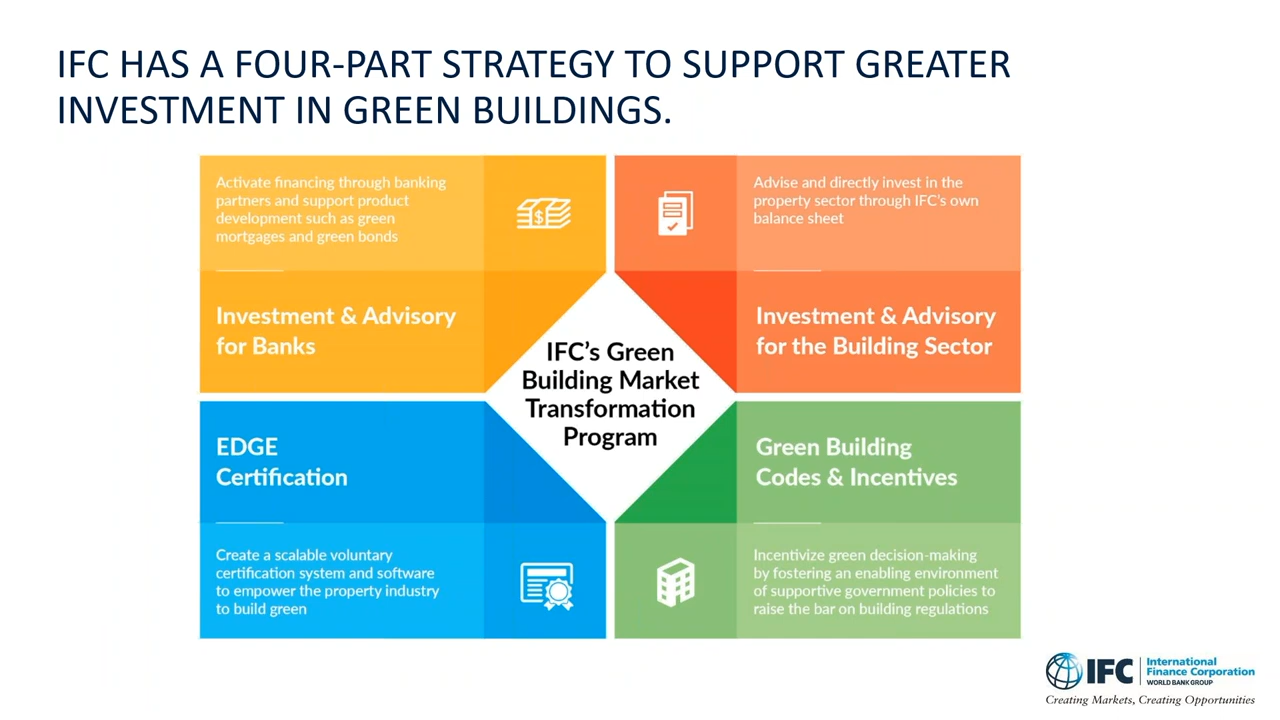 IFC HAS A FOUR-PART STRATEGY TO SUPPORT GREATER
INVESTMENT IN GREEN BUILDINGS.
Activate financing through banking
partners and support product
development such as green
mortgages and green bonds
$
Investment & Advisory
for Banks
Advise and directly invest in the
property sector through IFC's own
balance sheet
Investment & Advisory
for the Building Sector
IFC's Green
Building Market
Transformation
Program
EDGE
Certification
Create a scalable voluntary
certification system and software
to empower the property industry
to build green
Green Building
Codes & Incentives
Incentivize green decision-making
by fostering an enabling environment
of supportive government policies to
raise the bar on building regulations
IFC
International
Finance Corporation
WORLD BANK GROUP
Creating Markets, Creating Opportunities